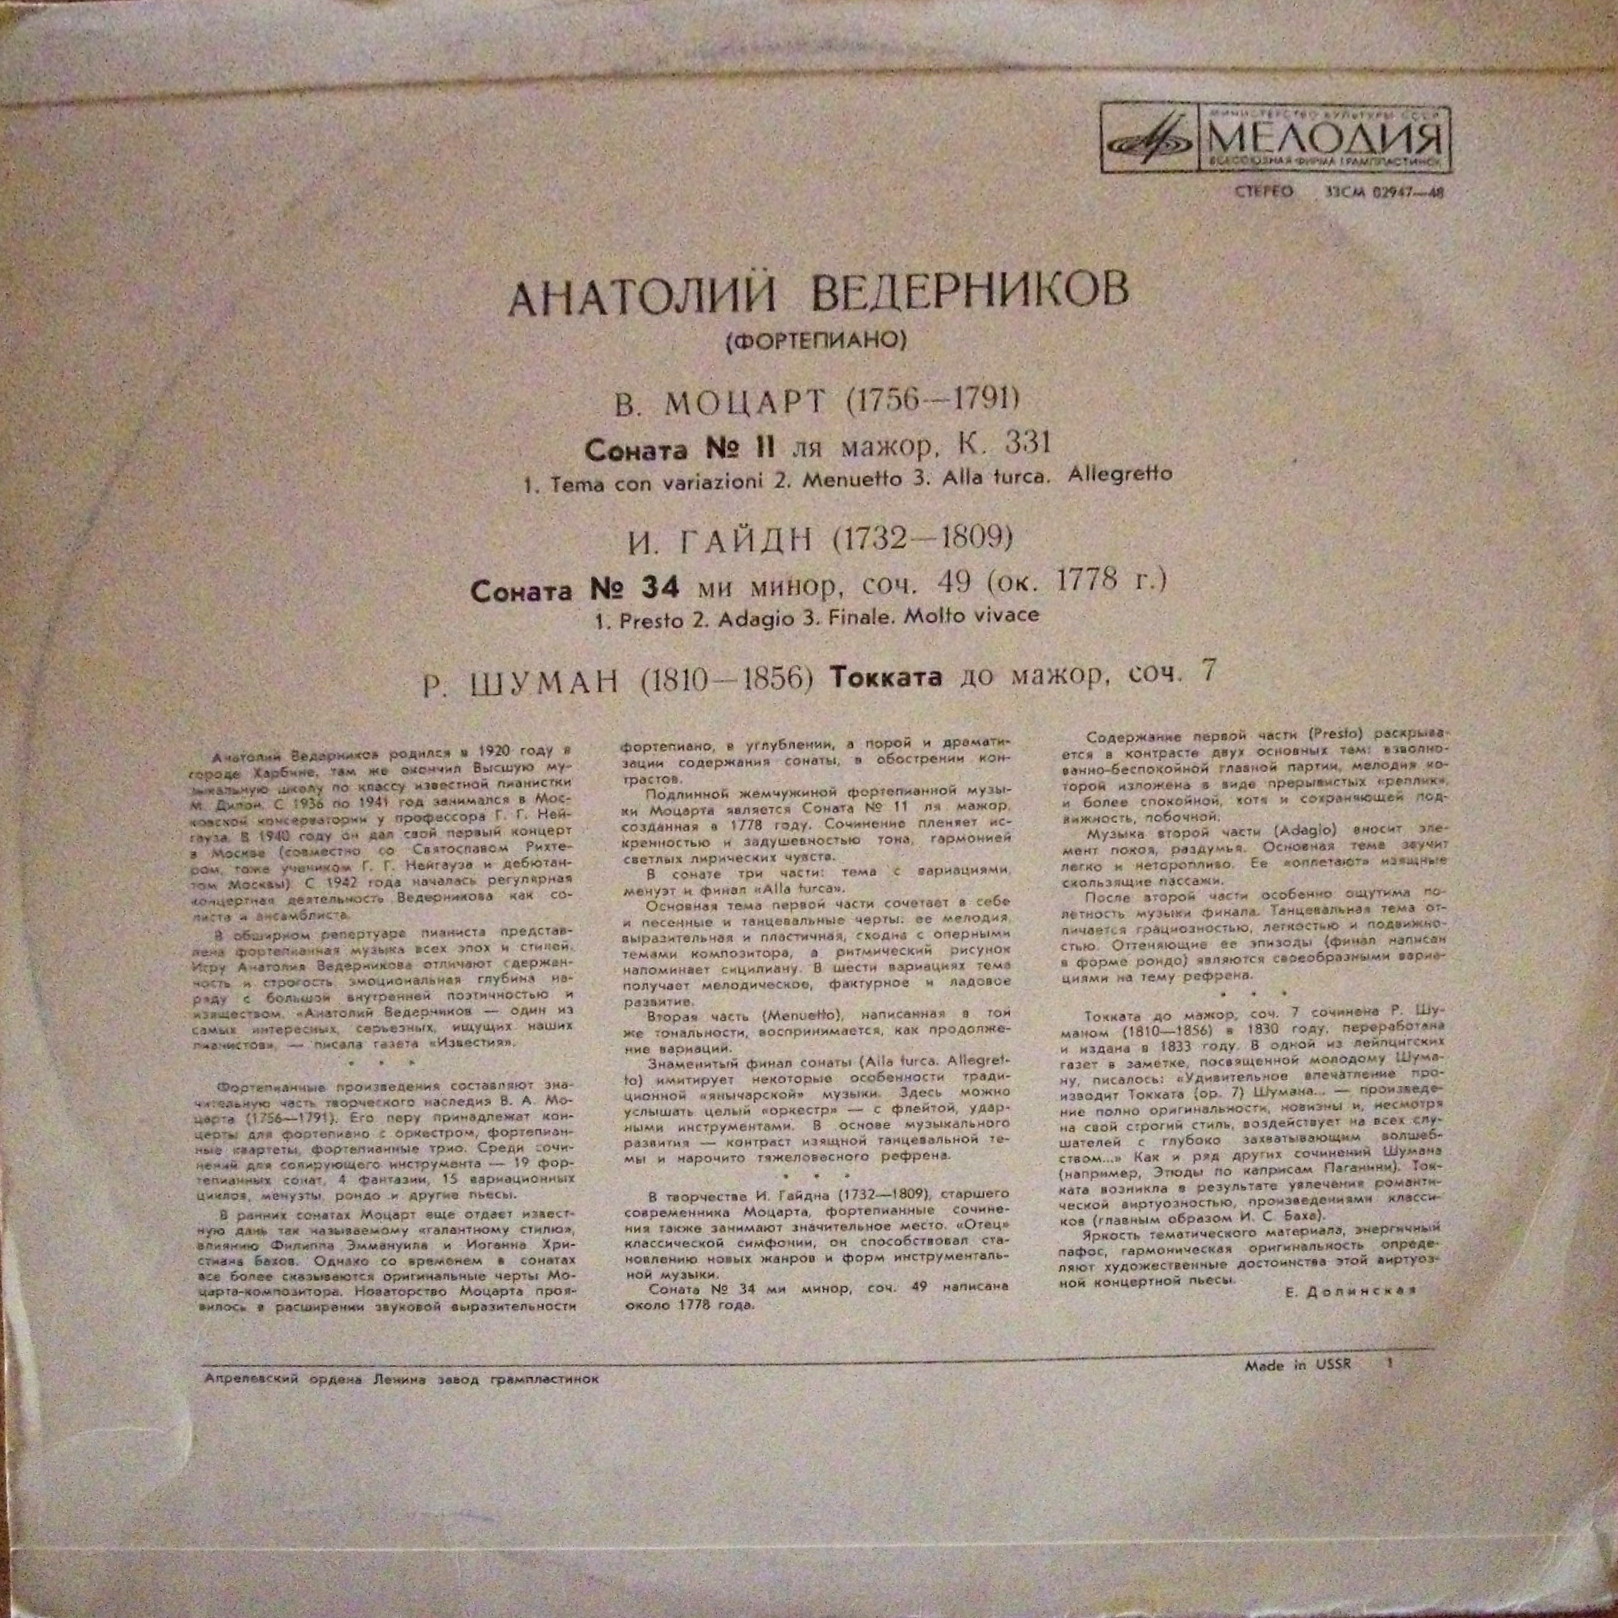 МИНИСТЕРСТВО КУЛЬТУРЫ СССР
МЕЛОДИЯ
ВСЕСОЮЗНАЯ ФИРМА ГРАМПЛАСТИНОК
СТЕРЕО 33СМ 02947—48
АНАТОЛИЙ ВЕДЕРНИКОВ
(ФОРТЕПИАНО)
В. МОЦАРТ (1756—1791)
Соната № 11 ля мажор, К. 331
1. Tema con variazioni 2. Menuetto 3. Alla turca. Allegretto
И. ГАЙДН (1732—1809)
Соната № 34 ми минор, соч. 49 (ок. 1778 г.)
1. Presto 2. Adagio 3. Finale. Molto vivace
Р. ШУМАН (1810—1856) Токката до мажор, соч. 7
Анатолий Ведерников родился в 1920 году в
городе Харбине, там же окончил Высшую му-
зыкальную школу по классу известной пианистки
М. Дилон. С 1936 по 1941 год занимался в Мос-
ковской консерватории у профессора Г. Г. Ней-
гауза. В 1940 году он дал свой первый концерт
в Москве (совместно со Святославом Рихте-
ром, тоже учеником Г. Г. Нейгауза и дебютан-
том Москвы). С 1942 года началась регулярная
концертная деятельность Ведерникова как со-
листа и ансамблиста.
В обширном репертуаре пианиста представ-
лена фортепианная музыка всех эпох и стилей.
Игру Анатолия Ведерникова отличают сдержан-
ность и строгость, эмоциональная глубина на-
ряду с большой внутренней поэтичностью и
изяществом. «Анатолий Ведерников — один из
самых интересных, серьезных, ищущих наших
пианистов», — писала газета «Известия».
* * *
Фортепианные произведения составляют зна-
чительную часть творческого наследия В. А. Мо-
царта (1756—1791). Его перу принадлежат кон-
церты для фортепиано с оркестром, фортепиан-
ные квартеты, фортепианные трио. Среди сочи-
нений для солирующего инструмента — 19 фор-
тепианных сонат, 4 фантазии, 15 вариационных
циклов, менуэты, рондо и другие пьесы.
В ранних сонатах Моцарт еще отдает извест-
ную дань так называемому «галантному стилю»,
влиянию Филиппа Эммануила и Иоганна Хри-
стиана Бахов. Однако со временем в сонатах
все более сказываются оригинальные черты Мо-
царта-композитора. Новаторство Моцарта проя-
вилось в расширении звуковой выразительности
фортепиано, в углублении, а порой и драмати-
зации содержания сонаты, в обострении кон-
трастов.
Подлинной жемчужиной фортепианной музы-
ки Моцарта является Соната № 11 ля мажор,
созданная в 1778 году. Сочинение пленяет ис-
кренностью и задушевностью тона, гармонией
светлых лирических чувств.
В сонате три части: тема с вариациями,
менуэт и финал «Alla turca».
Основная тема первой части сочетает в себе
и песенные и танцевальные черты: ее мелодия,
выразительная и пластичная, сходна с оперными
темами композитора, а ритмический рисунок
напоминает сицилиану. В шести вариациях тема
получает мелодическое, фактурное и ладовое
развитие.
Вторая часть (Menuetto), написанная в той
же тональности, воспринимается, как продолже-
ние вариаций.
Знаменитый финал сонаты (Alla turca. Allegret-
to) имитирует некоторые особенности тради-
ционной «янычарской» музыки. Здесь можно
услышать целый «оркестр» — с флейтой, удар-
ными инструментами. В основе музыкального
развития — контраст изящной танцевальной те-
мы и нарочито тяжеловесного рефрена.
* * *
В творчестве И. Гайдна (1732—1809), старшего
современника Моцарта, фортепианные сочине-
ния также занимают значительное место. «Отец»
классической симфонии, он способствовал ста-
новлению новых жанров и форм инструменталь-
ной музыки.
Соната № 34 ми минор, соч. 49 написана
около 1778 года.
Содержание первой части (Presto) раскрыва-
ется в контрасте двух основных тем: взволно-
ванно-беспокойной главной партии, мелодия ко-
торой изложена в виде прерывистых «реплик»,
и более спокойной, хотя и сохраняющей под-
вижность, побочной.
Музыка второй части (Adagio) вносит эле-
мент покоя, раздумья. Основная тема звучит
легко и неторопливо. Ее «оплетают» изящные
скользящие пассажи.
После второй части особенно ощутима по-
летность музыки финала. Танцевальная тема от-
личается грациозностью, легкостью и подвижно-
стью. Оттеняющие ее эпизоды (финал написан
в форме рондо) являются своеобразными вариа-
циями на тему рефрена.
* * *
Токката до мажор, соч. 7 сочинена Р. Шу-
маном (1810—1856) в 1830 году, переработана
и издана в 1833 году. В одной из лейпцигских
газет в заметке, посвященной молодому Шума-
ну, писалось: «Удивительное впечатление про-
изводит Токката (ор. 7) Шумана... — произведе-
ние полно оригинальности, новизны и, несмотря
на свой строгий стиль, воздействует на всех слу-
шателей с глубоко захватывающим волшеб-
ством...» Как и ряд других сочинений Шумана
(например, Этюды по каприсам Паганини), Ток-
ката возникла в результате увлечения романти-
ческой виртуозностью, произведениями класси-
ков (главным образом И. С. Баха).
Яркость тематического материала, энергичный
пафос, гармоническая оригинальность опреде-
ляют художественные достоинства этой виртуоз-
ной концертной пьесы.
Е. Долинская
Апрелевский ордена Ленина завод грампластинок
Made in USSR 1